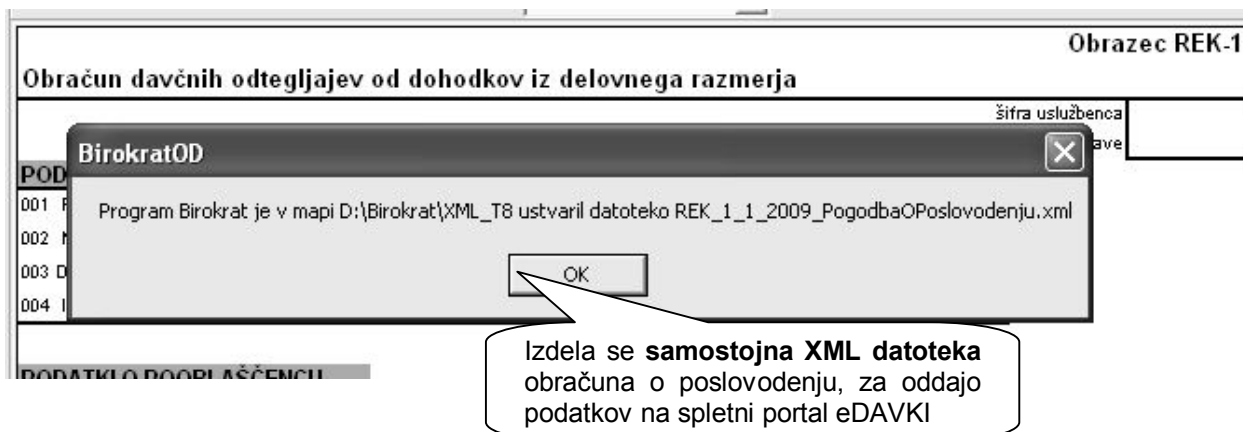 Obrazec REK-1
Obračun davčnih odtegljajev od dohodkov iz delovnega razmerja
šifra uslužbenca
BirokratOD
POD
001
Program Birokrat je v mapi D:\Birokrat\XML_T8 ustvaril datoteko REK_1_1_2009_PogodbaOPoslovodenju.xml
002
003 D
OK
004 I
Izdela se samostojna XML datoteka
obračuna o poslovodenju, za oddajo
podatkov na spletni portal eDAVKI